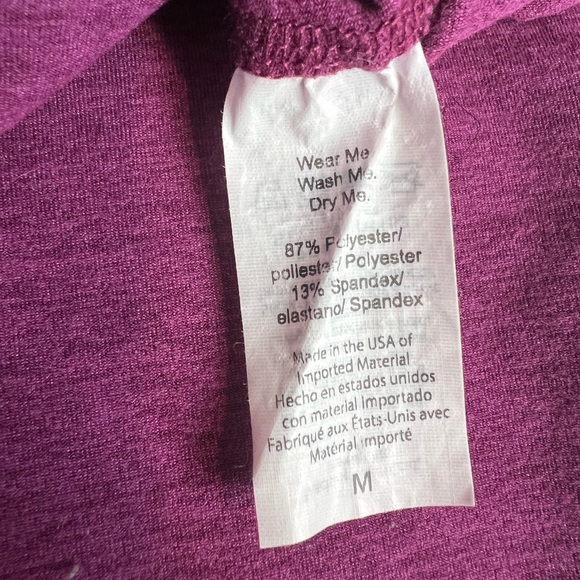 Wear Me.
Wash Me.
Dry Me.
87% Polyester/
poliester/ Polyester
13% Spandex/
elastano/ Spandex
Made in the USA of
Imported Material
Hecho en estados unidos
con material importado
Fabriqué aux États-Unis avec
Matérial importé
M